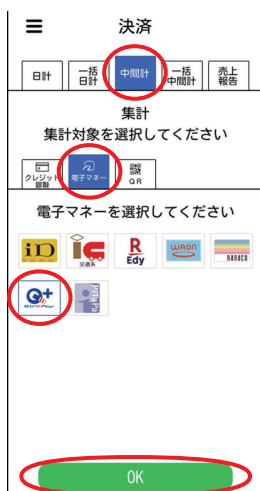 決済
日計
一括
日計
中間計
一括
中間計
売上
報告
集計
集計対象を選択してください
クレジット
銀聯
電子マネー
QR
電子マネーを選択してください
iD
交通系
R
Edy
WAON
nanaco
Q+
QUICPay
PiTaPa
OK